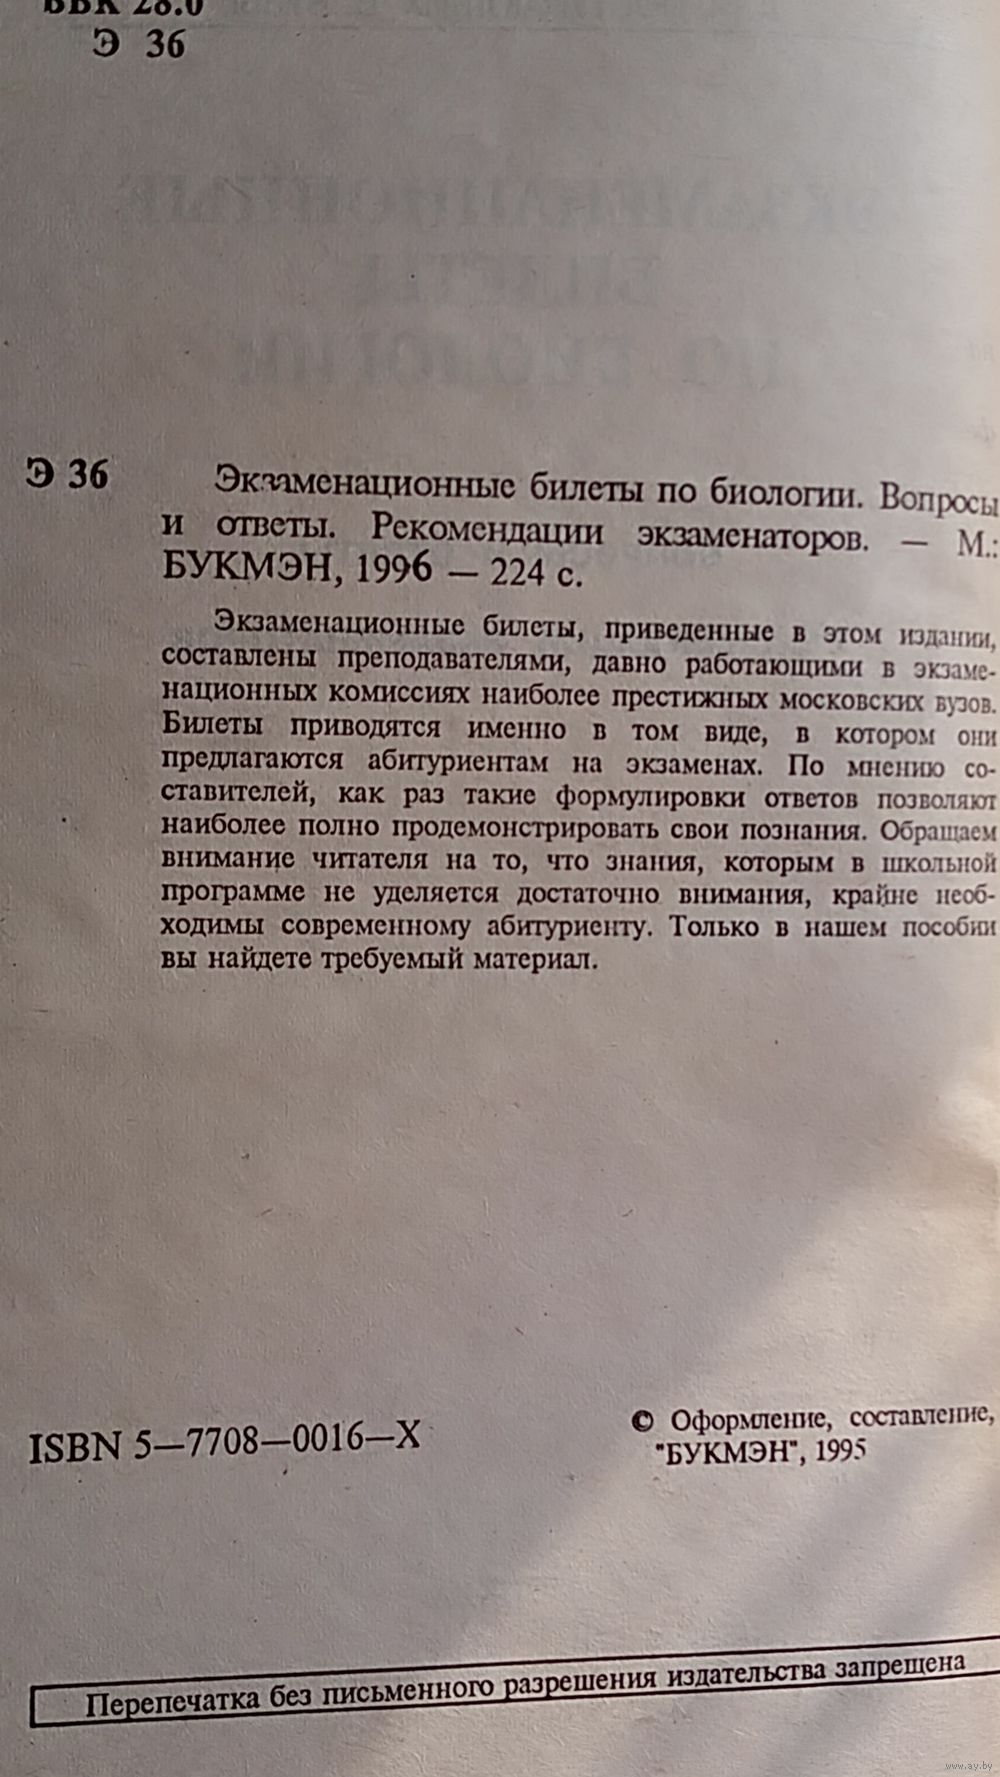 ББК 28.0
Э 36
Э 36
Экзаменационные билеты по биологии. Вопросы
и ответы. Рекомендации экзаменаторов. — М.:
БУКМЭН, 1996 — 224 с.
Экзаменационные билеты, приведенные в этом издании,
составлены преподавателями, давно работающими в экзаме-
национных комиссиях наиболее престижных московских вузов.
Билеты приводятся именно в том виде, в котором они
предлагаются абитуриентам на экзаменах. По мнению со-
ставителей, как раз такие формулировки ответов позволяют
наиболее полно продемонстрировать свои познания. Обращаем
внимание читателя на то, что знания, которым в школьной
программе не уделяется достаточно внимания, крайне необ-
ходимы современному абитуриенту. Только в нашем пособии
вы найдете требуемый материал.
ISBN 5—7708—0016—X
© Оформление, составление,
"БУКМЭН", 1995
Перепечатка без письменного разрешения издательства запрещена
www.ay.by